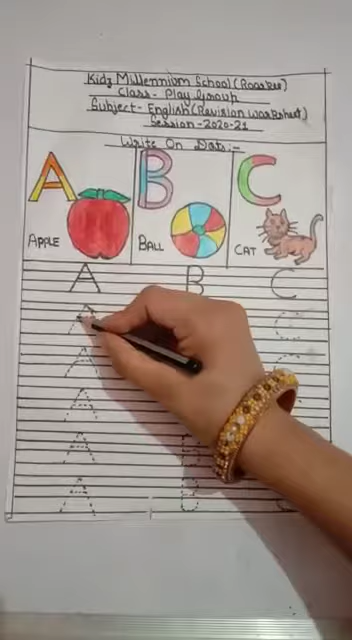 Kidz Millennium School (Roorkee)
Class- Play Group
Subject- English (Revision worksheet)
Session-2020-21
Write On Dots:-
A B C
APPLE BALL CAT
A B C
A C
A C
A
A B
A B C